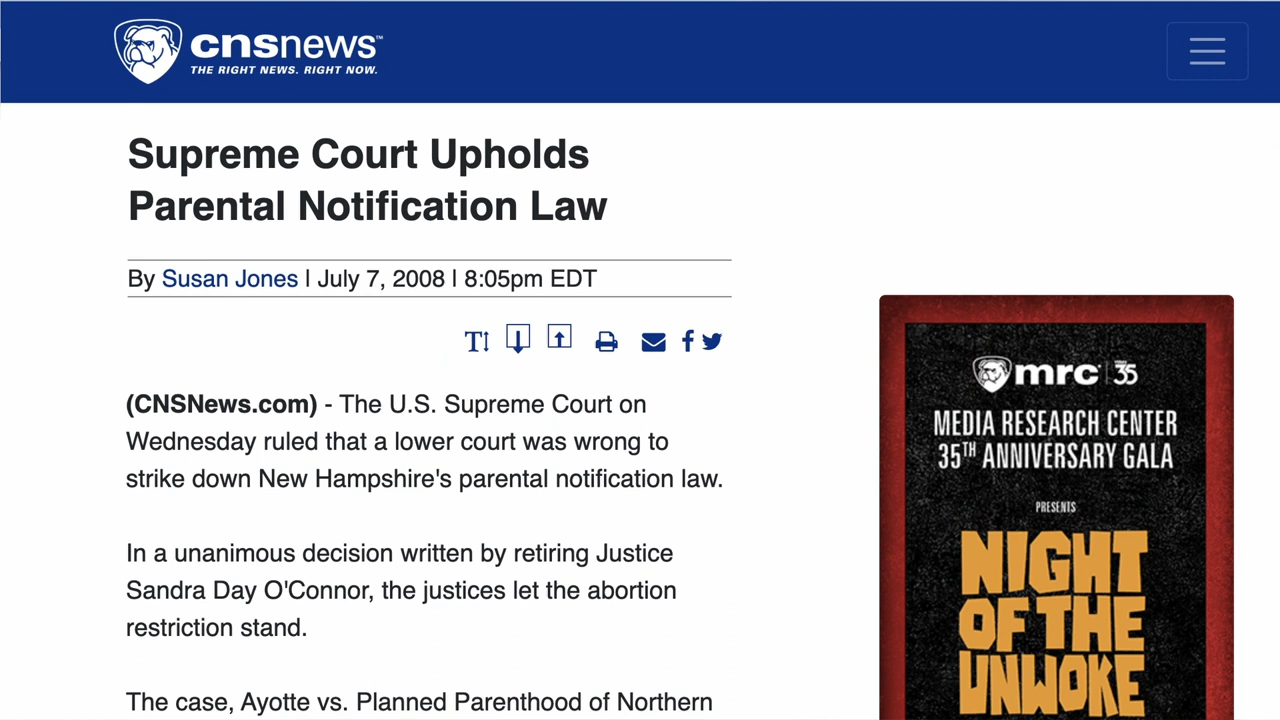 cnsnews™
THE RIGHT NEWS. RIGHT NOW.
Supreme Court Upholds
Parental Notification Law
By Susan Jones | July 7, 2008 | 8:05pm EDT
(CNSNews.com) - The U.S. Supreme Court on
Wednesday ruled that a lower court was wrong to
strike down New Hampshire's parental notification law.
In a unanimous decision written by retiring Justice
Sandra Day O'Connor, the justices let the abortion
restriction stand.
The case, Ayotte vs. Planned Parenthood of Northern
mrc 35
MEDIA RESEARCH CENTER
35TH ANNIVERSARY GALA
PRESENTS
NIGHT
OF THE
UNWOKE